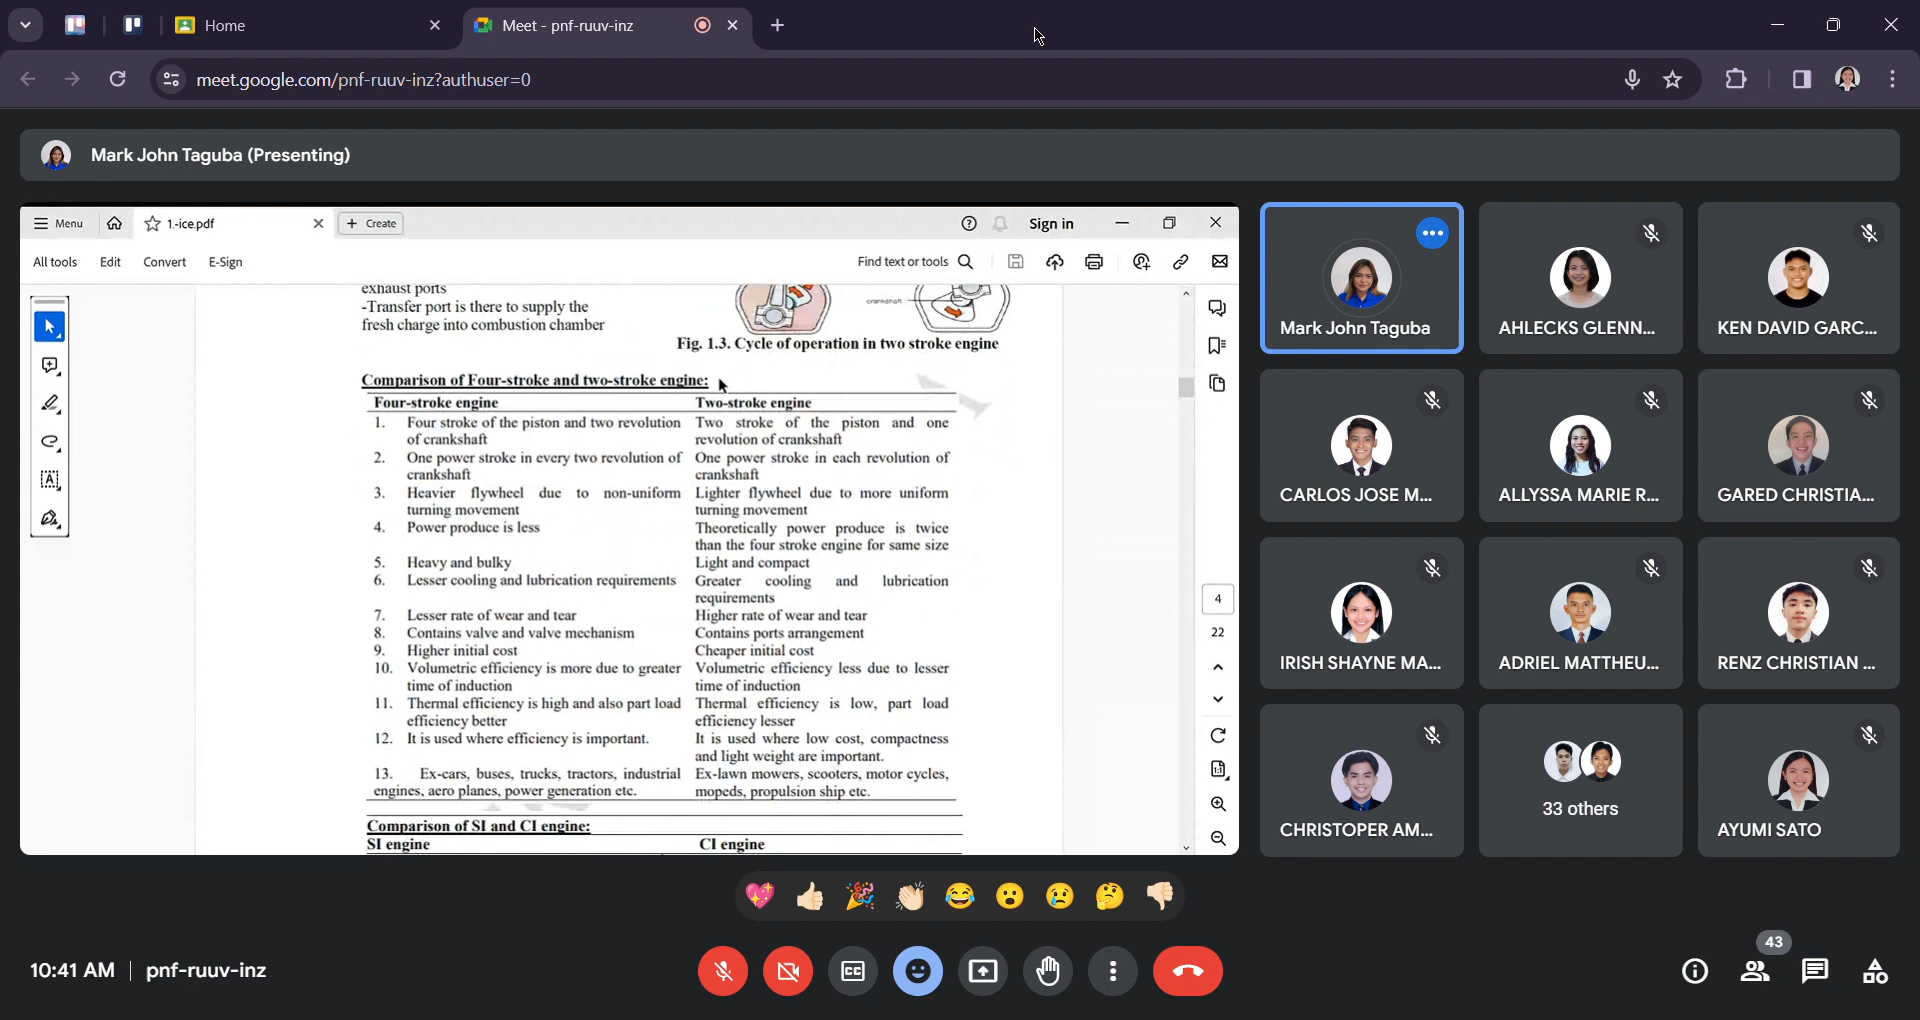 Home
Meet - pnf-ruuv-inz
meet.google.com/pnf-ruuv-inz?authuser=0
Mark John Taguba (Presenting)
Menu
1.-ice.pdf
Create
Sign in
All tools
Edit
Convert
E-Sign
Find text or tools
exhaust ports
-Transfer port is there to supply the
fresh charge into combustion chamber
crankshaft
Fig. 1.3. Cycle of operation in two stroke engine
Comparison of Four-stroke and two-stroke engine:
Four-stroke engine Two-stroke engine
1. Four stroke of the piston and two revolution Two stroke of the piston and one
of crankshaft revolution of crankshaft
2. One power stroke in every two revolution of One power stroke in each revolution of
crankshaft crankshaft
3. Heavier flywheel due to non-uniform Lighter flywheel due to more uniform
turning movement turning movement
4. Power produce is less Theoretically power produce is twice
than the four stroke engine for same size
5. Heavy and bulky Light and compact
6. Lesser cooling and lubrication requirements Greater cooling and lubrication
requirements
7. Lesser rate of wear and tear Higher rate of wear and tear
8. Contains valve and valve mechanism Contains ports arrangement
9. Higher initial cost Cheaper initial cost
10. Volumetric efficiency is more due to greater Volumetric efficiency less due to lesser
time of induction time of induction
11. Thermal efficiency is high and also part load Thermal efficiency is low, part load
efficiency better efficiency lesser
12. It is used where efficiency is important. It is used where low cost, compactness
and light weight are important.
13. Ex-cars, buses, trucks, tractors, industrial Ex-lawn mowers, scooters, motor cycles,
engines, aero planes, power generation etc. mopeds, propulsion ship etc.
Comparison of SI and CI engine:
SI engine CI engine
4
22
Mark John Taguba
AHLECKS GLENN...
KEN DAVID GARC...
CARLOS JOSE M...
ALLYSSA MARIE R...
GARED CHRISTIA...
IRISH SHAYNE MA...
ADRIEL MATTHEU...
RENZ CHRISTIAN ...
CHRISTOPER AM...
33 others
AYUMI SATO
10:41 AM | pnf-ruuv-inz
CC
43